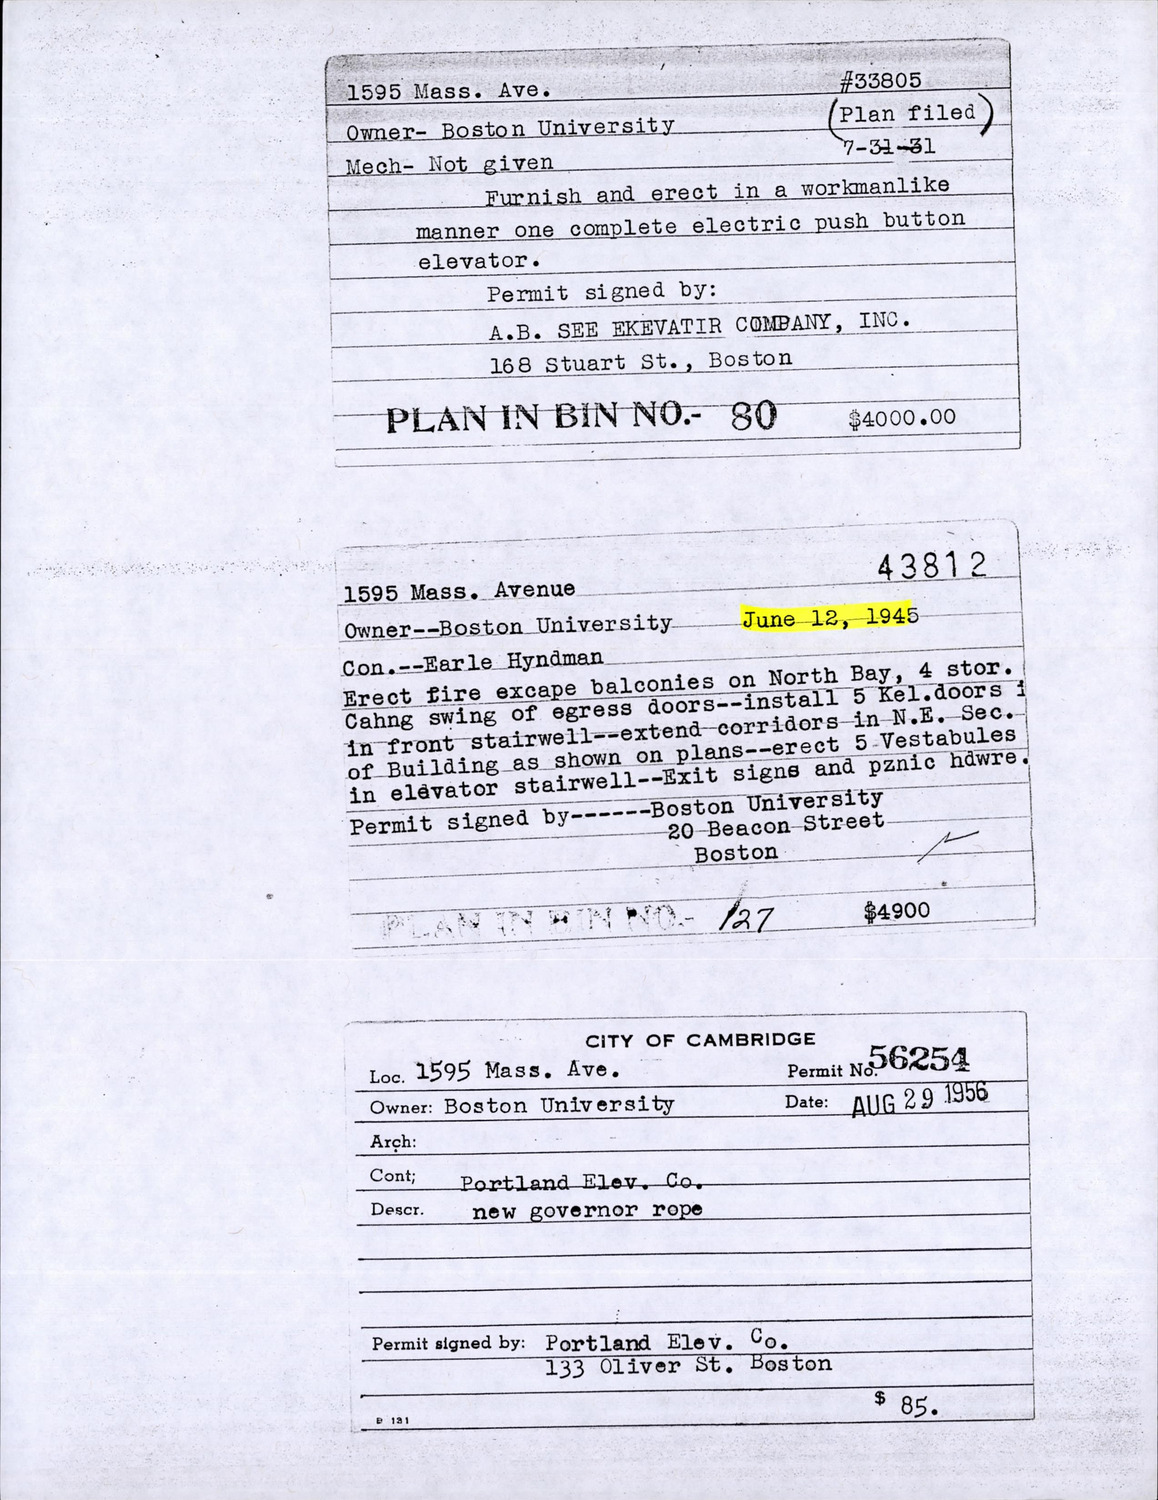 1595 Mass. Ave. #33805
Owner- Boston University (Plan filed)
Mech- Not given 7-31-31
Furnish and erect in a workmanlike
manner one complete electric push button
elevator.
Permit signed by:
A.B. SEE EKEVATIR COMPANY, INC.
168 Stuart St., Boston
PLAN IN BIN NO.- 80 $4000.00
43812
1595 Mass. Avenue
Owner--Boston University June 12, 1945
Con.--Earle Hyndman
Erect fire excape balconies on North Bay, 4 stor.
Cahng swing of egress doors--install 5 Kel.doors i
in front stairwell--extend corridors in N.E. Sec.
of Building as shown on plans--erect 5 Vestabules
in elevator stairwell--Exit signs and pznic hdwre.
Permit signed by------Boston University
20 Beacon Street
Boston
PLAN IN BIN NO.- 127 $4900
CITY OF CAMBRIDGE
Loc. 1595 Mass. Ave. Permit No. 56254
Owner: Boston University Date: AUG 29 1956
Arch:
Cont; Portland Elev. Co.
Descr. new governor rope
Permit signed by: Portland Elev. Co.
133 Oliver St. Boston
$ 85.
B 131